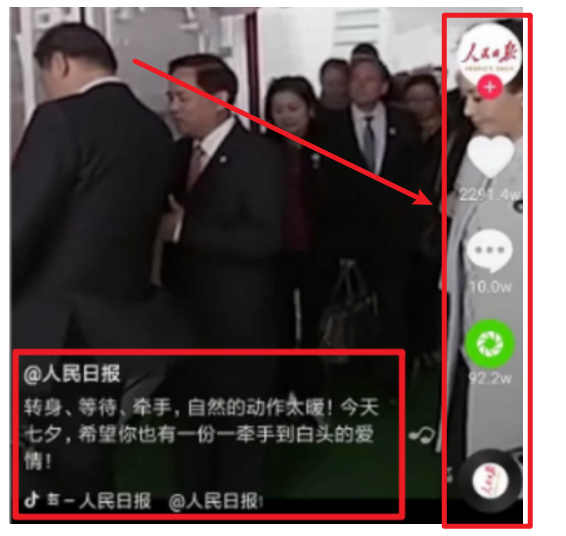 人民日报
PEOPLE'S DAILY
2291.4w
10.0w
92.2w
@人民日报
转身、等待、牵手，自然的动作太暖！今天
七夕，希望你也有一份一牵手到白头的爱
情！
人民日报 @人民日报